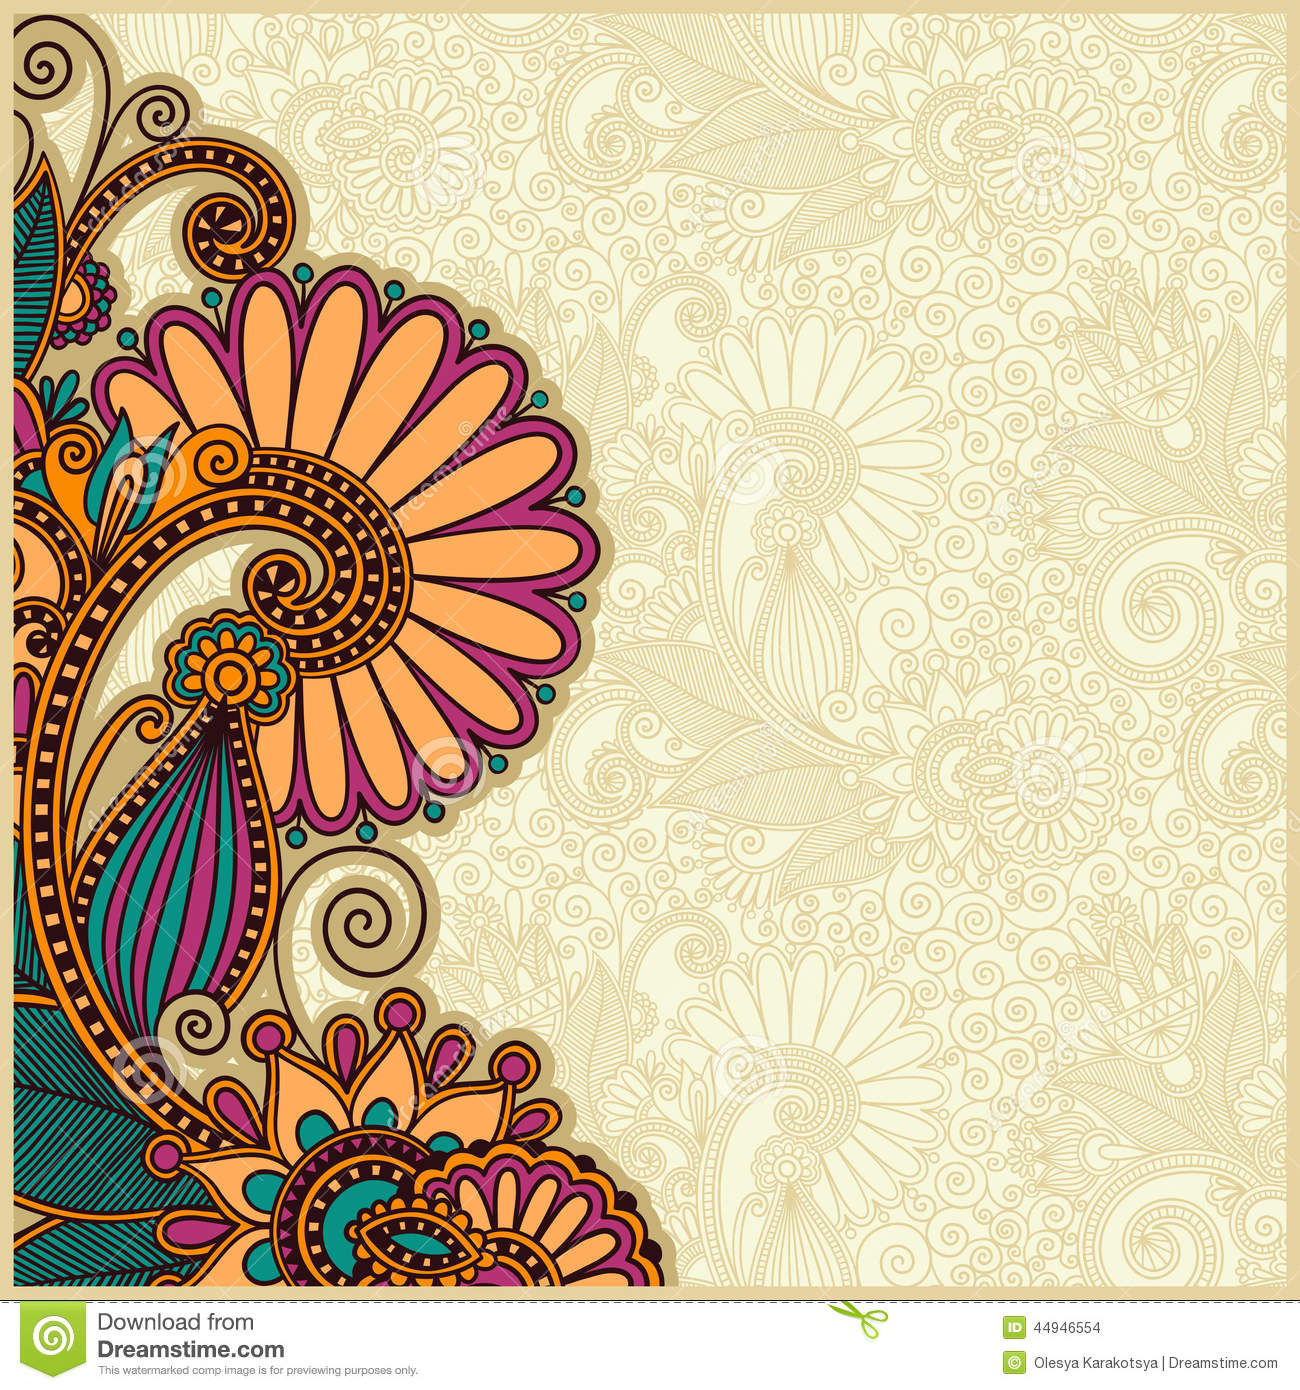 Download from
Dreamstime.com
This watermarked comp image is for previewing purposes only.
ID 44946554
© Olesya Karakotsya | Dreamstime.com